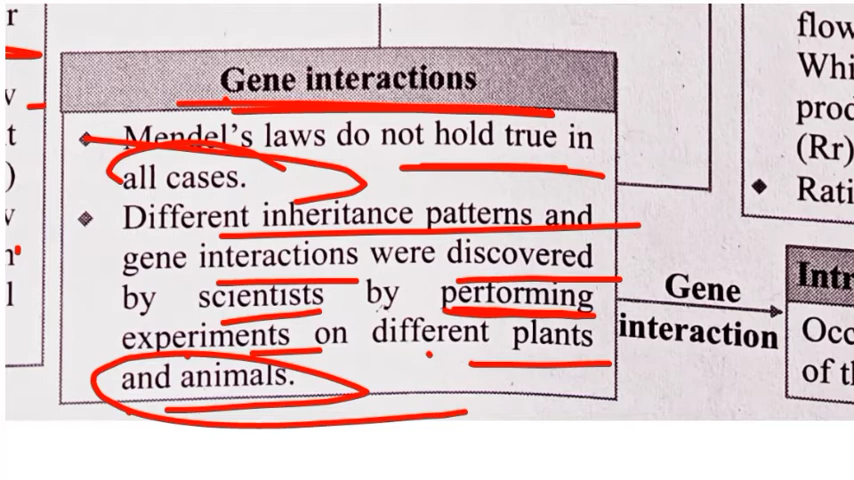 r
v
t
)
v
n
l
Gene interactions
Mendel's laws do not hold true in
all cases.
Different inheritance patterns and
gene interactions were discovered
by scientists by performing
experiments on different plants
and animals.
Gene
interaction
flow
Whi
prod
(Rr)
Rati
Intr
Occ
of th